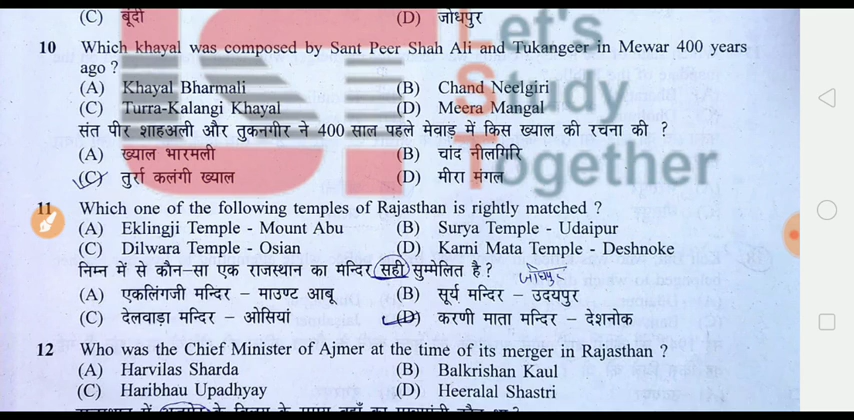 (C) बूंदी (D) जोधपुर
10 Which khayal was composed by Sant Peer Shah Ali and Tukangeer in Mewar 400 years
ago ?
(A) Khayal Bharmali (B) Chand Neelgiri
(C) Turra-Kalangi Khayal (D) Meera Mangal
संत पीर शाहअली और तुकनगीर ने 400 साल पहले मेवाड़ में किस ख्याल की रचना की ?
(A) ख्याल भारमली (B) चांद नीलगिरि
(C) तुर्रा कलंगी ख्याल (D) मीरा मंगल
11 Which one of the following temples of Rajasthan is rightly matched ?
(A) Eklingji Temple - Mount Abu (B) Surya Temple - Udaipur
(C) Dilwara Temple - Osian (D) Karni Mata Temple - Deshnoke
निम्न में से कौन-सा एक राजस्थान का मन्दिर सही सुम्मेलित है ?
(A) एकलिंगजी मन्दिर – माउण्ट आबू (B) सूर्य मन्दिर – उदयपुर
(C) देलवाड़ा मन्दिर – ओसियां (D) करणी माता मन्दिर – देशनोक
12 Who was the Chief Minister of Ajmer at the time of its merger in Rajasthan ?
(A) Harvilas Sharda (B) Balkrishan Kaul
(C) Haribhau Upadhyay (D) Heeralal Shastri
LST
Let's
Study
Together